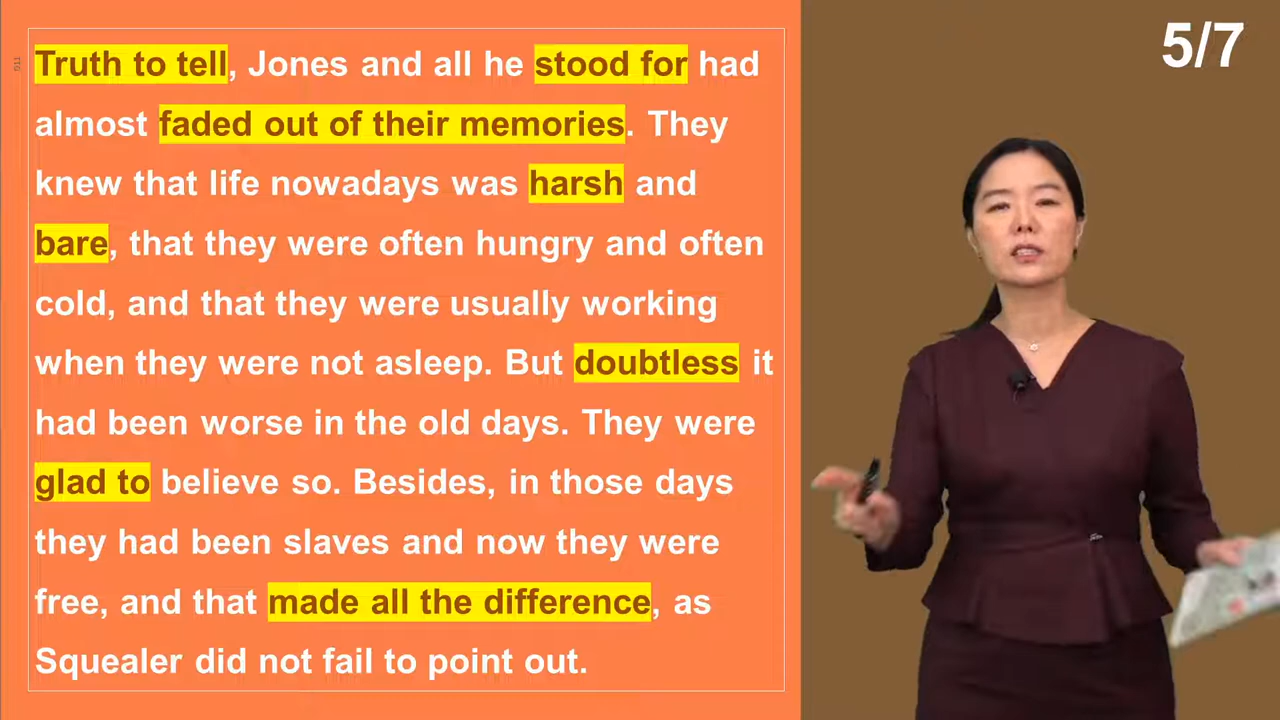 5/7
Truth to tell, Jones and all he stood for had
almost faded out of their memories. They
knew that life nowadays was harsh and
bare, that they were often hungry and often
cold, and that they were usually working
when they were not asleep. But doubtless it
had been worse in the old days. They were
glad to believe so. Besides, in those days
they had been slaves and now they were
free, and that made all the difference, as
Squealer did not fail to point out.